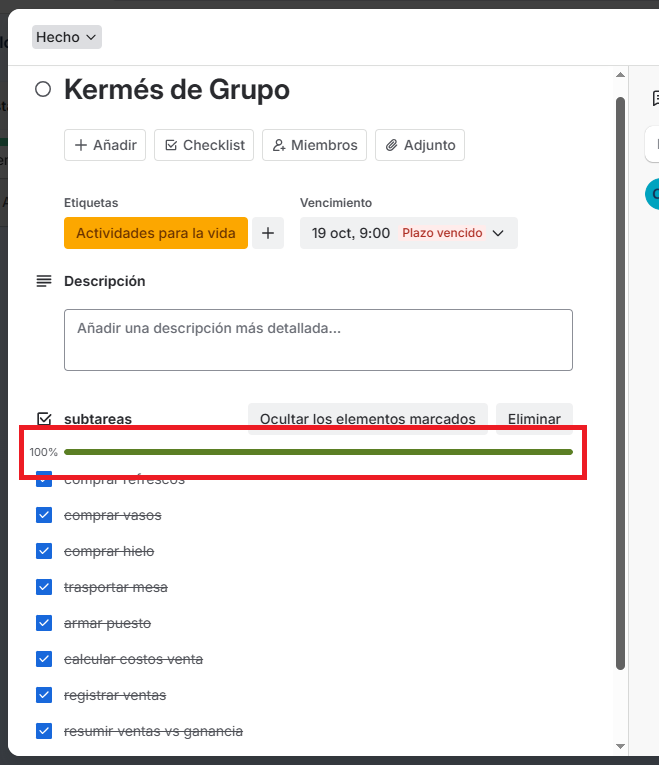 Hecho
Kermés de Grupo
Añadir
Checklist
Miembros
Adjunto
Etiquetas
Vencimiento
Actividades para la vida
19 oct, 9:00 Plazo vencido
Descripción
Añadir una descripción más detallada...
subtareas
Ocultar los elementos marcados
Eliminar
100%
comprar refrescos
comprar vasos
comprar hielo
trasportar mesa
armar puesto
calcular costos venta
registrar ventas
resumir ventas vs ganancia